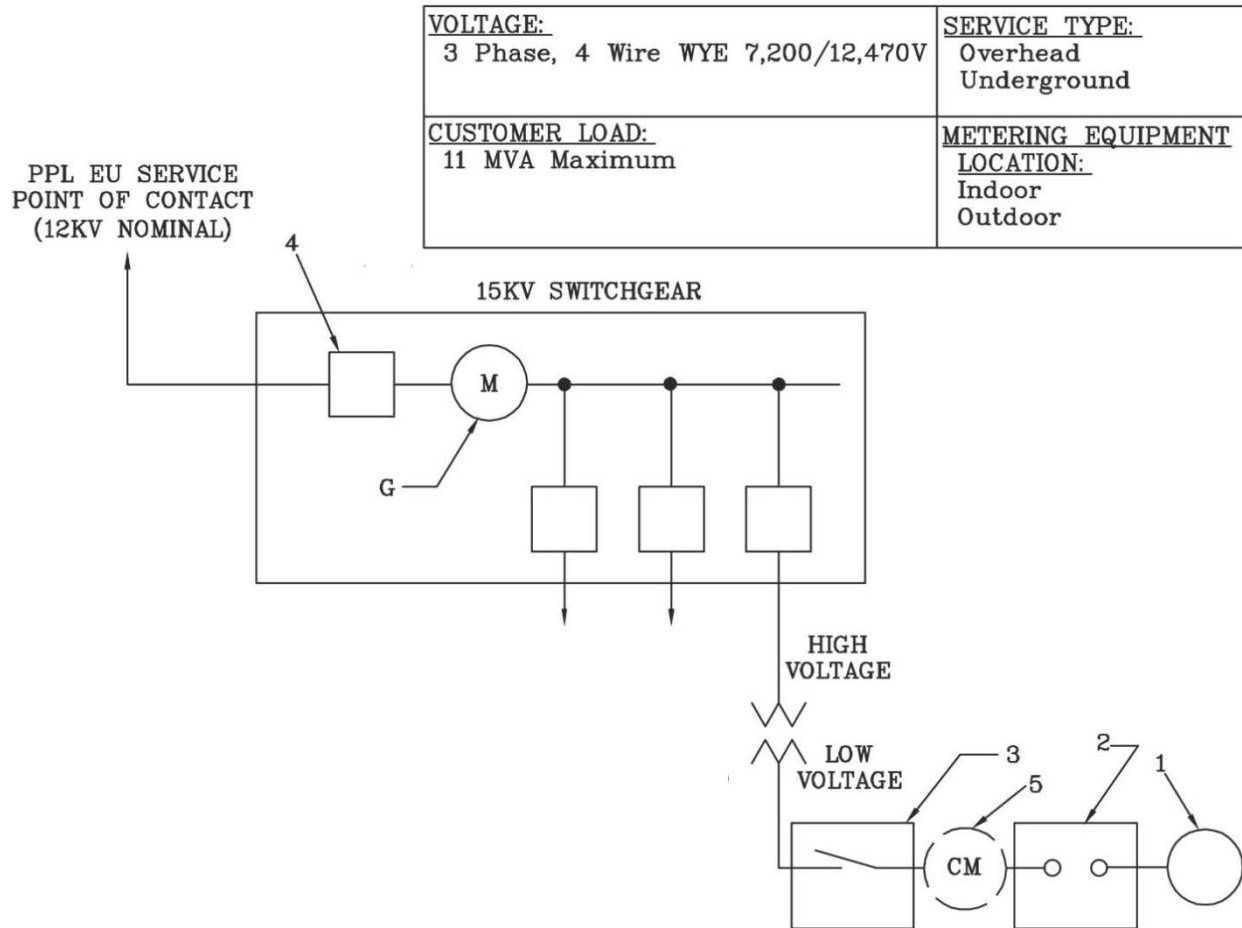 VOLTAGE:
3 Phase, 4 Wire WYE 7,200/12,470V
SERVICE TYPE:
Overhead
Underground
CUSTOMER LOAD:
11 MVA Maximum
METERING EQUIPMENT
LOCATION:
Indoor
Outdoor
PPL EU SERVICE
POINT OF CONTACT
(12KV NOMINAL)
4
15KV SWITCHGEAR
M
G
HIGH
VOLTAGE
LOW
VOLTAGE
3
5
2
1
CM